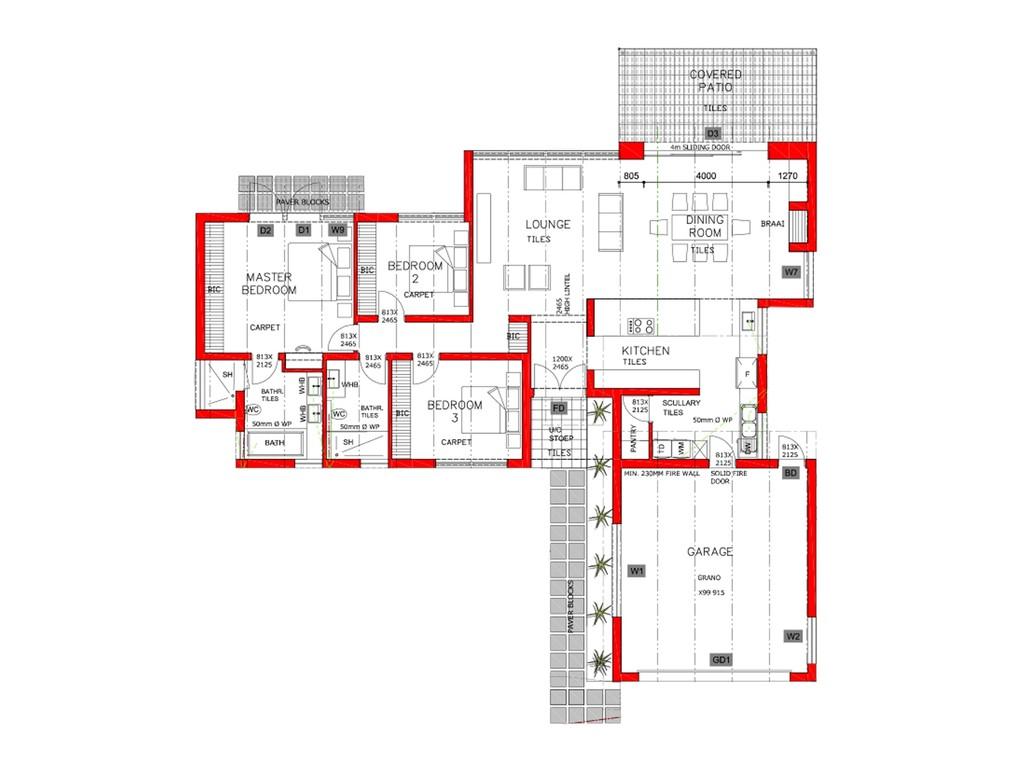 COVERED
PATIO
TILES
D3
4m SLIDING DOOR
805
4000
1270
PAVER BLOCKS
D2
D1
W9
LOUNGE
TILES
DINING
ROOM
TILES
BRAAI
W7
BIC
MASTER
BEDROOM
CARPET
BIC
BEDROOM
2
CARPET
2465
HIGH LINTEL
813X
2465
813X
2465
BIC
813X
2125
813X
2465
813X
2465
1200X
2465
KITCHEN
TILES
F
SH
BATHR.
TILES
WHB
WHB
WC
50mm Ø WP
BATH
WHB
BATHR.
TILES
WC
50mm Ø WP
SH
BIC
BEDROOM
3
CARPET
FD
U/C
STOEP
TILES
813X
2125
SCULLARY
TILES
50mm Ø WP
PANTRY
TD
WM
DW
813X
2125
813X
2125
MIN. 230MM FIRE WALL
SOLID FIRE
DOOR
BD
GARAGE
GRANO
X99 915
W1
W2
GD1
PAVER BLOCKS